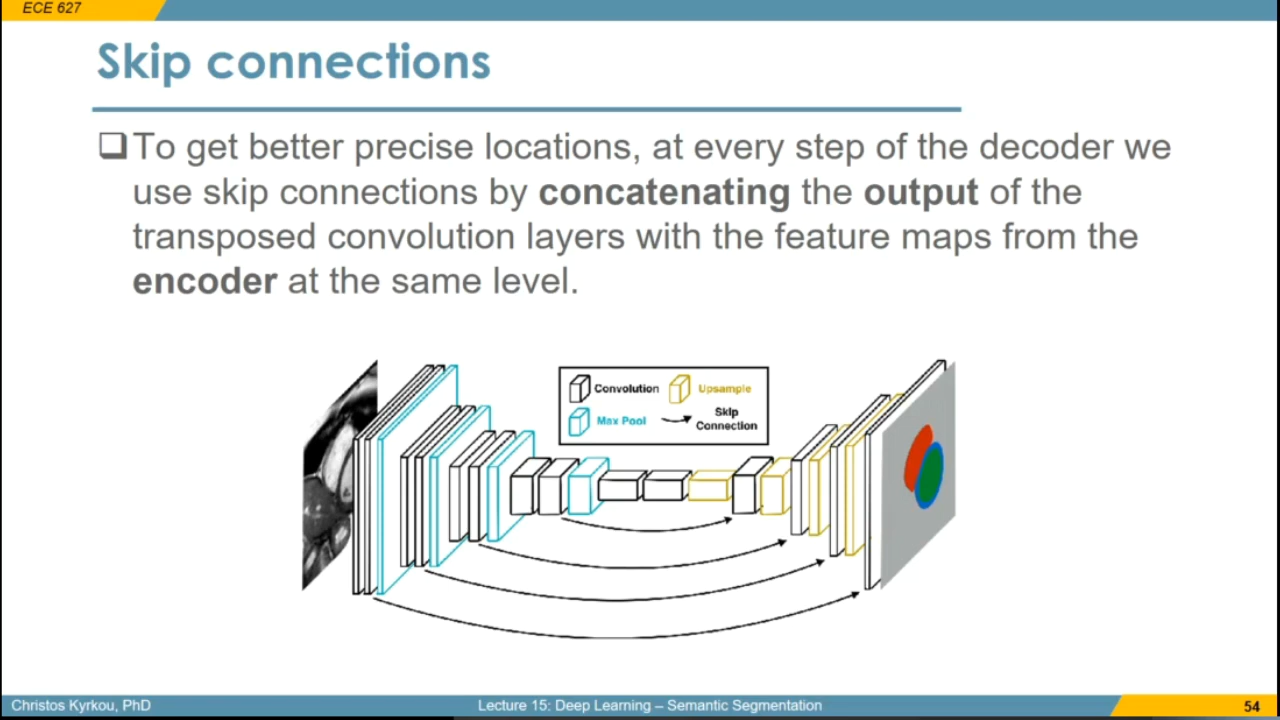 ECE 627
Skip connections
❑To get better precise locations, at every step of the decoder we
use skip connections by concatenating the output of the
transposed convolution layers with the feature maps from the
encoder at the same level.
Convolution
Upsample
Max Pool
Skip
Connection
Christos Kyrkou, PhD
Lecture 15: Deep Learning – Semantic Segmentation
54